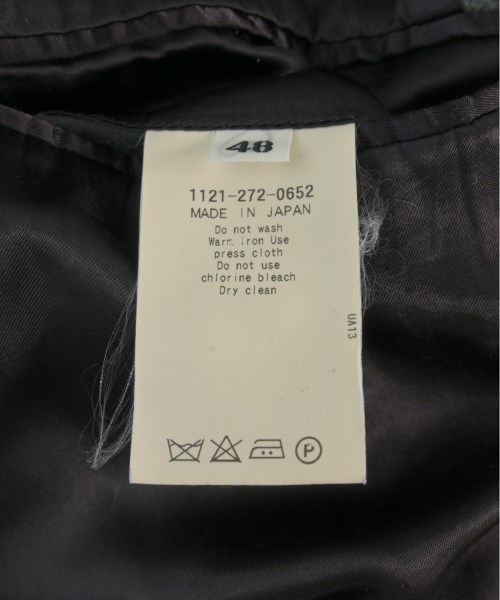 48
1121-272-0652
MADE IN JAPAN
Do not wash
Warm iron Use
press cloth
Do not use
chlorine bleach
Dry clean
UA13
P